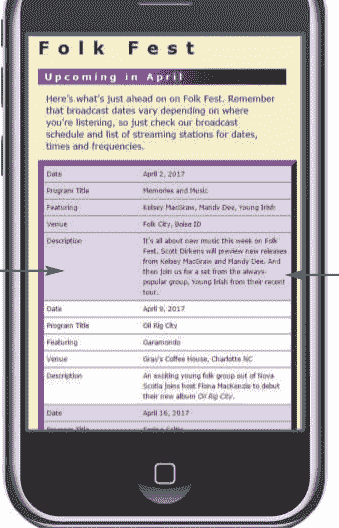 Folk Fest
Upcoming in April
Here's what's just ahead on on Folk Fest. Remember
that broadcast dates vary depending on where
you're listening, so just check our broadcast
schedule and list of streaming stations for dates,
times and frequencies.
Date April 2, 2017
Program Title Memories and Music
Featuring Kelsey MacGraw, Mandy Dee, Young Irish
Venue Folk City, Boise ID
Description It's all about new music this week on Folk
Fest. Scott Dirkens will preview new releases
from Kelsey MacGraw and Mandy Dee. And
then join us for a set from the always-
popular group, Young Irish from their recent
tour.
Date April 9, 2017
Program Title Oil Rig City
Featuring Garamondo
Venue Gray's Coffee House, Charlotte NC
Description An exciting young folk group out of Nova
Scotia joins host Fiona Mackenzie to debut
their new album Oil Rig City.
Date April 16, 2017
Program Title